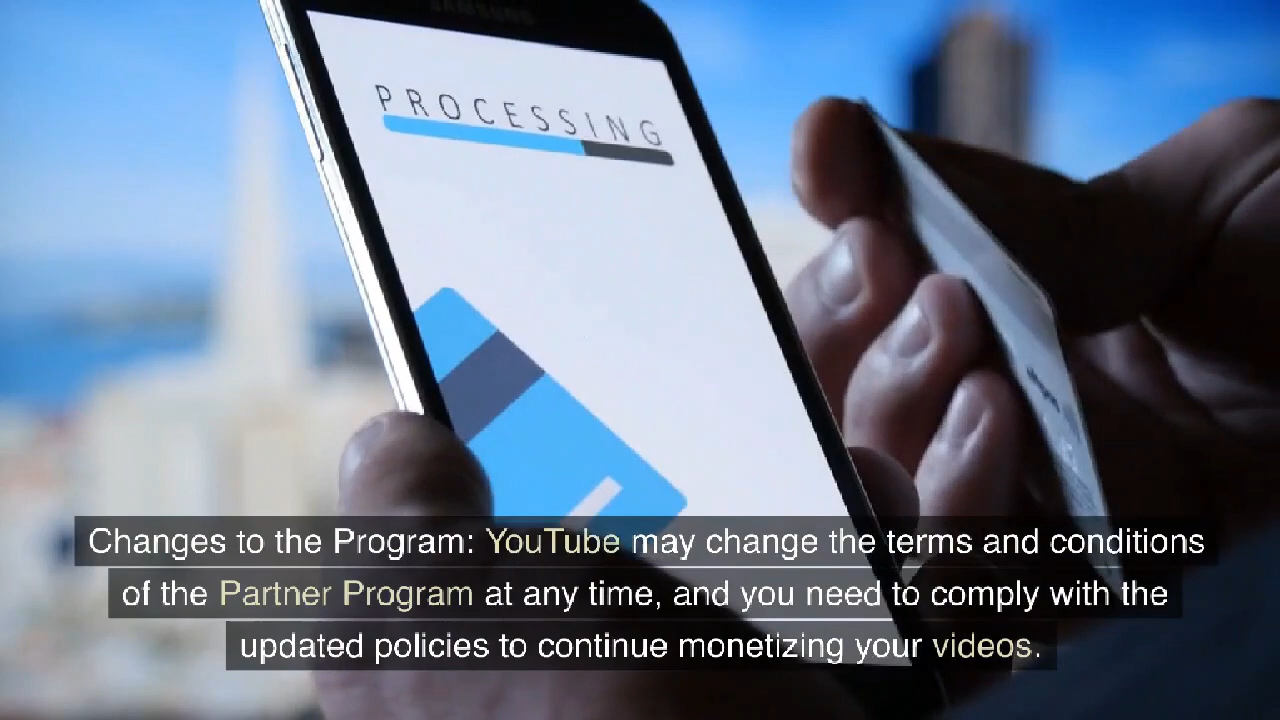 SAMSUNG
PROCESSING
Changes to the Program: YouTube may change the terms and conditions
of the Partner Program at any time, and you need to comply with the
updated policies to continue monetizing your videos.